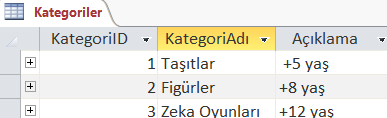 Kategoriler
KategoriID KategoriAdı Açıklama
1 Taşıtlar +5 yaş
2 Figürler +8 yaş
3 Zeka Oyunları +12 yaş